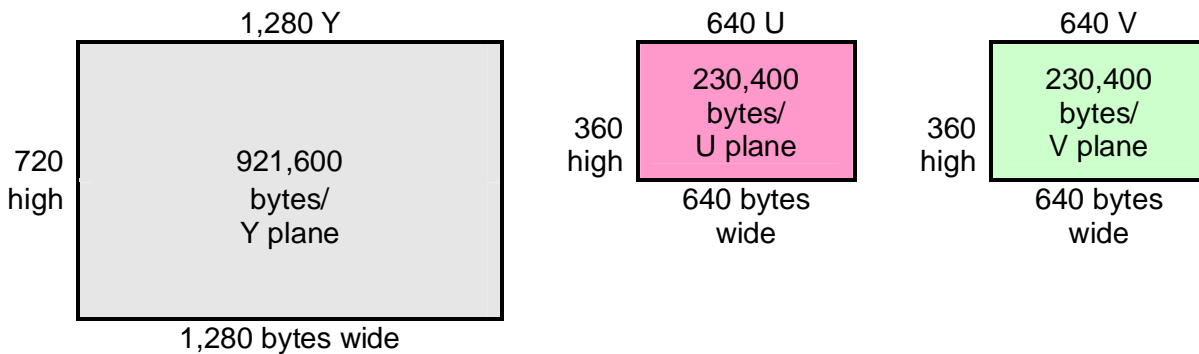 1,280 Y
720
high
921,600
bytes/
Y plane
1,280 bytes wide
640 U
360
high
230,400
bytes/
U plane
640 bytes
wide
640 V
360
high
230,400
bytes/
V plane
640 bytes
wide